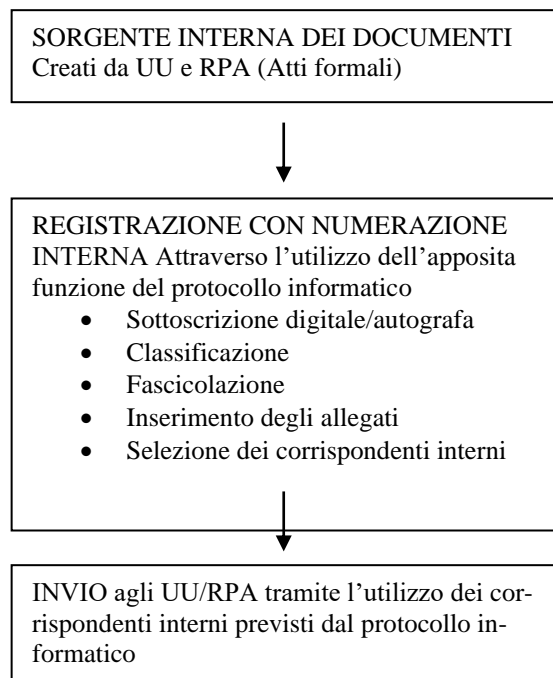 SORGENTE INTERNA DEI DOCUMENTI
Creati da UU e RPA (Atti formali)
REGISTRAZIONE CON NUMERAZIONE
INTERNA Attraverso l’utilizzo dell’apposita
funzione del protocollo informatico
• Sottoscrizione digitale/autografa
• Classificazione
• Fascicolazione
• Inserimento degli allegati
• Selezione dei corrispondenti interni
INVIO agli UU/RPA tramite l’utilizzo dei cor-
rispondenti interni previsti dal protocollo in-
formatico